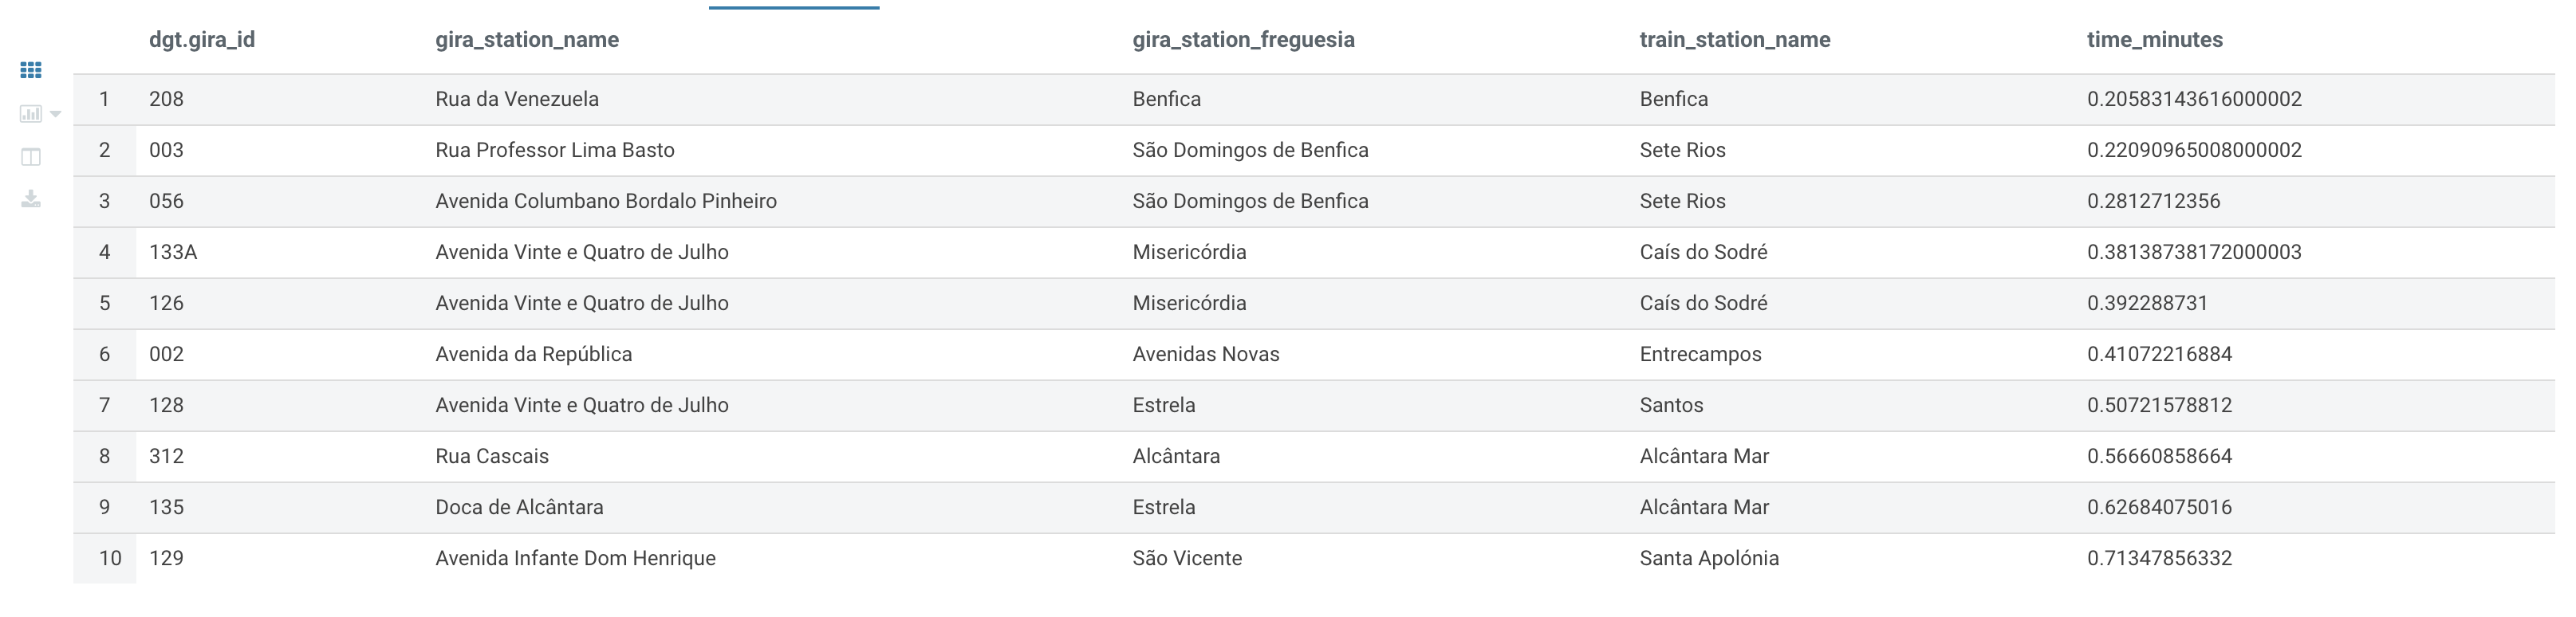 dgt.gira_id gira_station_name gira_station_freguesia train_station_name time_minutes
1 208 Rua da Venezuela Benfica Benfica 0.20583143616000002
2 003 Rua Professor Lima Basto São Domingos de Benfica Sete Rios 0.22090965008000002
3 056 Avenida Columbano Bordalo Pinheiro São Domingos de Benfica Sete Rios 0.2812712356
4 133A Avenida Vinte e Quatro de Julho Misericórdia Caís do Sodré 0.38138738172000003
5 126 Avenida Vinte e Quatro de Julho Misericórdia Caís do Sodré 0.392288731
6 002 Avenida da República Avenidas Novas Entrecampos 0.41072216884
7 128 Avenida Vinte e Quatro de Julho Estrela Santos 0.50721578812
8 312 Rua Cascais Alcântara Alcântara Mar 0.56660858664
9 135 Doca de Alcântara Estrela Alcântara Mar 0.62684075016
10 129 Avenida Infante Dom Henrique São Vicente Santa Apolónia 0.71347856332